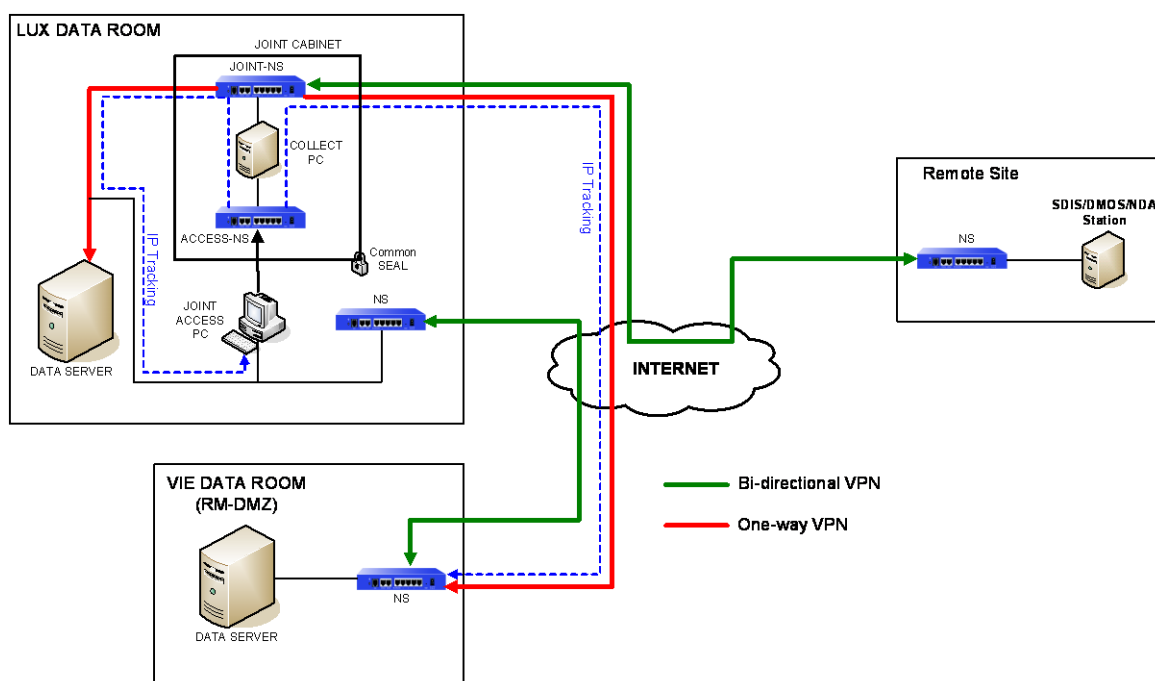 LUX DATA ROOM
JOINT CABINET
JOINT-NS
COLLECT
PC
ACCESS-NS
Common
SEAL
IP Tracking
JOINT
ACCESS
PC
NS
DATA SERVER
IP Tracking
INTERNET
Remote Site
SDIS/DMOS/NDA
Station
NS
VIE DATA ROOM
(RM-DMZ)
NS
DATA SERVER
Bi-directional VPN
One-way VPN